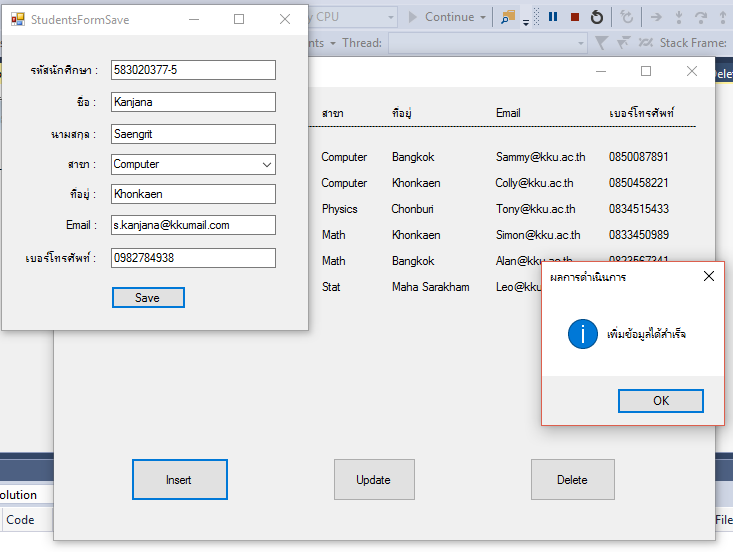 StudentsFormSave
CPU
Continue
Thread:
Stack Frame:
รหัสนักศึกษา : 583020377-5
ชื่อ : Kanjana
นามสกุล : Saengrit
สาขา : Computer
ที่อยู่ : Khonkaen
Email : s.kanjana@kkumail.com
เบอร์โทรศัพท์ : 0982784938
Save
สาขา ที่อยู่ Email เบอร์โทรศัพท์
Computer Bangkok Sammy@kku.ac.th 0850087891
Computer Khonkaen Colly@kku.ac.th 0850458221
Physics Chonburi Tony@kku.ac.th 0834515433
Math Khonkaen Simon@kku.ac.th 0833450989
Math Bangkok Alan@kku.ac.th
Stat Maha Sarakham Leo@kku
ผลการดำเนินการ
เพิ่มข้อมูลได้สำเร็จ
OK
Insert Update Delete
olution
Code
File